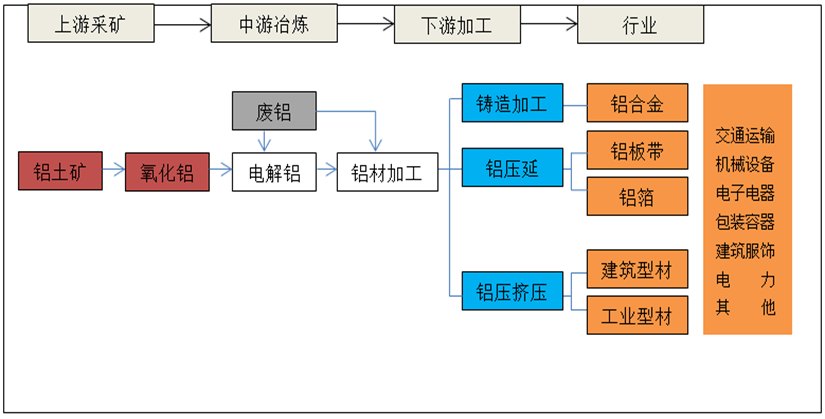 上游采矿
中游冶炼
下游加工
行业
铸造加工
铝合金
废铝
铝板带
铝土矿
氧化铝
电解铝
铝材加工
铝压延
铝箔
建筑型材
铝压挤压
工业型材
交通运输
机械设备
电子电器
包装容器
建筑服饰
电 力
其 他